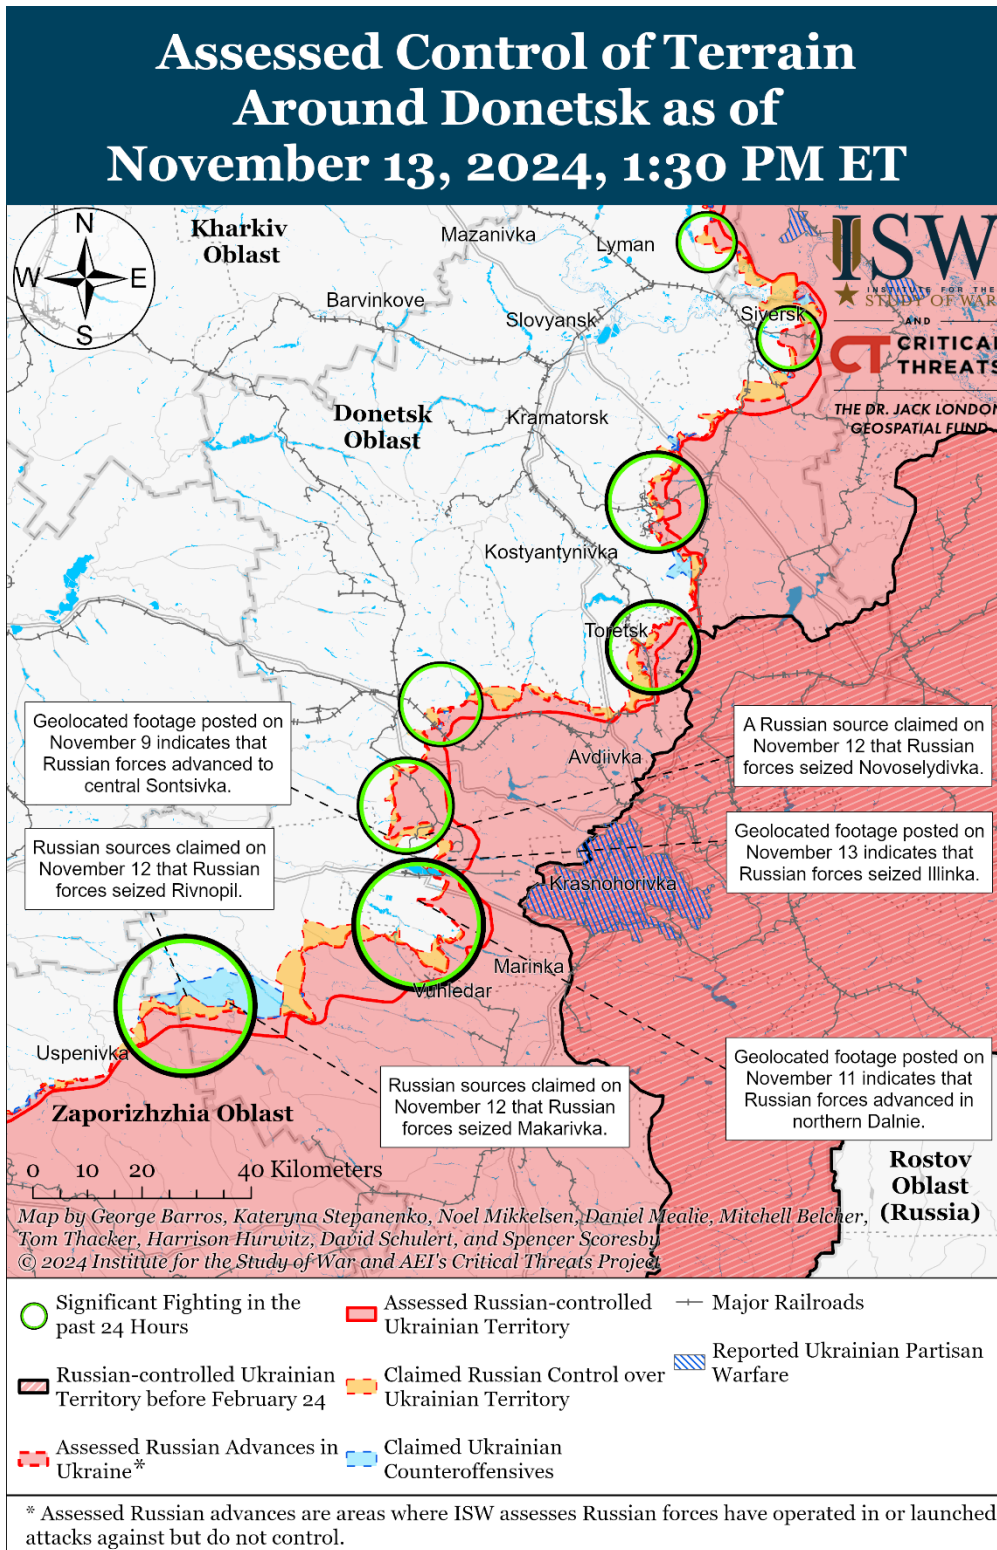 Assessed Control of Terrain
Around Donetsk as of
November 13, 2024, 1:30 PM ET
N
W
E
S
Kharkiv
Oblast
Mazanivka
Lyman
ISW
INSTITUTE FOR THE
STUDY OF WAR
AND
CT CRITICAL
THREATS
THE DR. JACK LONDON
GEOSPATIAL FUND
Barvinkove
Slovyansk
Siversk
Donetsk
Oblast
Kramatorsk
Kostyantynivka
Toretsk
Geolocated footage posted on
November 9 indicates that
Russian forces advanced to
central Sontsivka.
A Russian source claimed on
November 12 that Russian
forces seized Novoselydivka.
Avdiivka
Russian sources claimed on
November 12 that Russian
forces seized Rivnopil.
Geolocated footage posted on
November 13 indicates that
Russian forces seized Illinka.
Krasnohorivka
Marinka
Vuhledar
Uspenivka
Russian sources claimed on
November 12 that Russian
forces seized Makarivka.
Geolocated footage posted on
November 11 indicates that
Russian forces advanced in
northern Dalnie.
Zaporizhzhia Oblast
Rostov
Oblast
(Russia)
0 10 20 40 Kilometers
Map by George Barros, Kateryna Stepanenko, Noel Mikkelsen, Daniel Mealie, Mitchell Belcher,
Tom Thacker, Harrison Hurwitz, David Schulert, and Spencer Scoresby
© 2024 Institute for the Study of War and AEI's Critical Threats Project
Significant Fighting in the
past 24 Hours
Assessed Russian-controlled
Ukrainian Territory
Major Railroads
Russian-controlled Ukrainian
Territory before February 24
Claimed Russian Control over
Ukrainian Territory
Reported Ukrainian Partisan
Warfare
Assessed Russian Advances in
Ukraine*
Claimed Ukrainian
Counteroffensives
* Assessed Russian advances are areas where ISW assesses Russian forces have operated in or launched
attacks against but do not control.